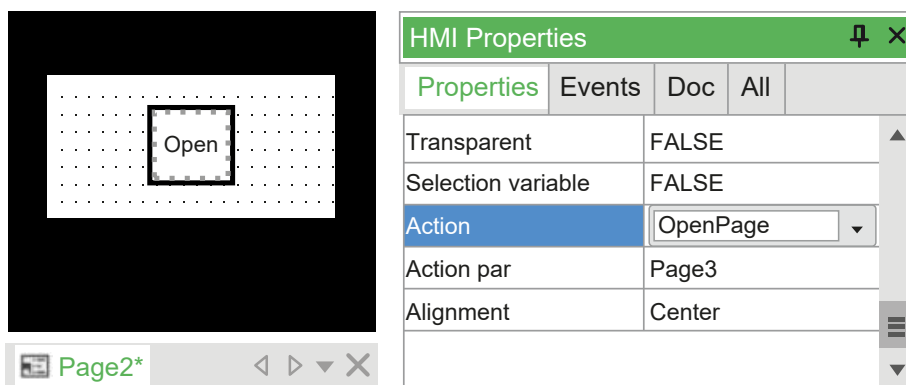 Open
Page2*
HMI Properties
Properties Events Doc All
Transparent FALSE
Selection variable FALSE
Action OpenPage
Action par Page3
Alignment Center